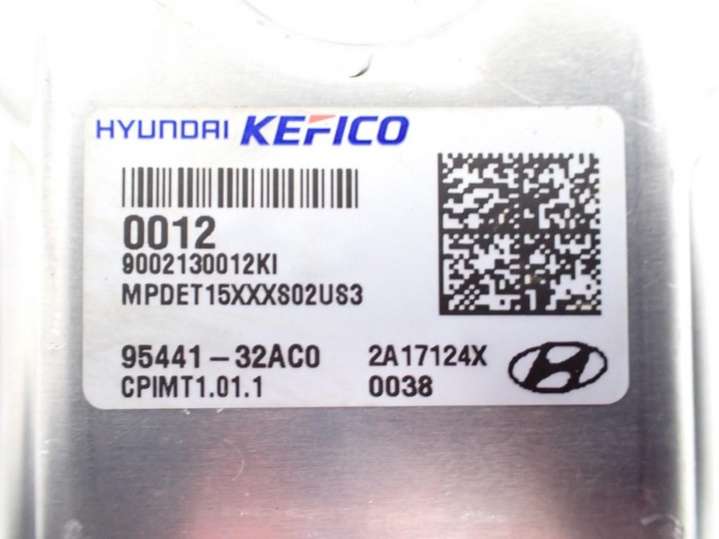 HYUNDAI KEFICO
0012
9002130012KI
MPDET15XXXS02US3
95441-32AC0 2A17124X
CPIMT1.01.1 0038